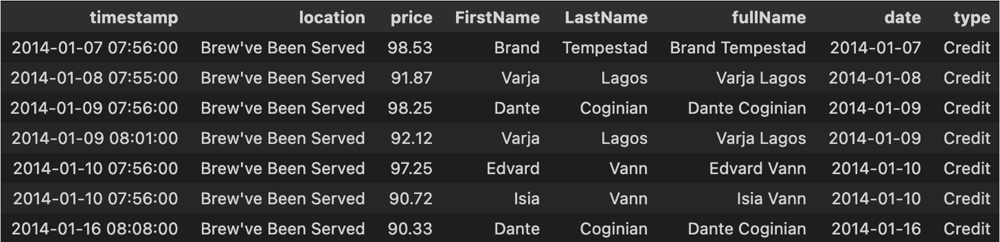 timestamp location price FirstName LastName fullName date type
2014-01-07 07:56:00 Brew've Been Served 98.53 Brand Tempestad Brand Tempestad 2014-01-07 Credit
2014-01-08 07:55:00 Brew've Been Served 91.87 Varja Lagos Varja Lagos 2014-01-08 Credit
2014-01-09 07:56:00 Brew've Been Served 98.25 Dante Coginian Dante Coginian 2014-01-09 Credit
2014-01-09 08:01:00 Brew've Been Served 92.12 Varja Lagos Varja Lagos 2014-01-09 Credit
2014-01-10 07:56:00 Brew've Been Served 97.25 Edvard Vann Edvard Vann 2014-01-10 Credit
2014-01-10 07:56:00 Brew've Been Served 90.72 Isia Vann Isia Vann 2014-01-10 Credit
2014-01-16 08:08:00 Brew've Been Served 90.33 Dante Coginian Dante Coginian 2014-01-16 Credit